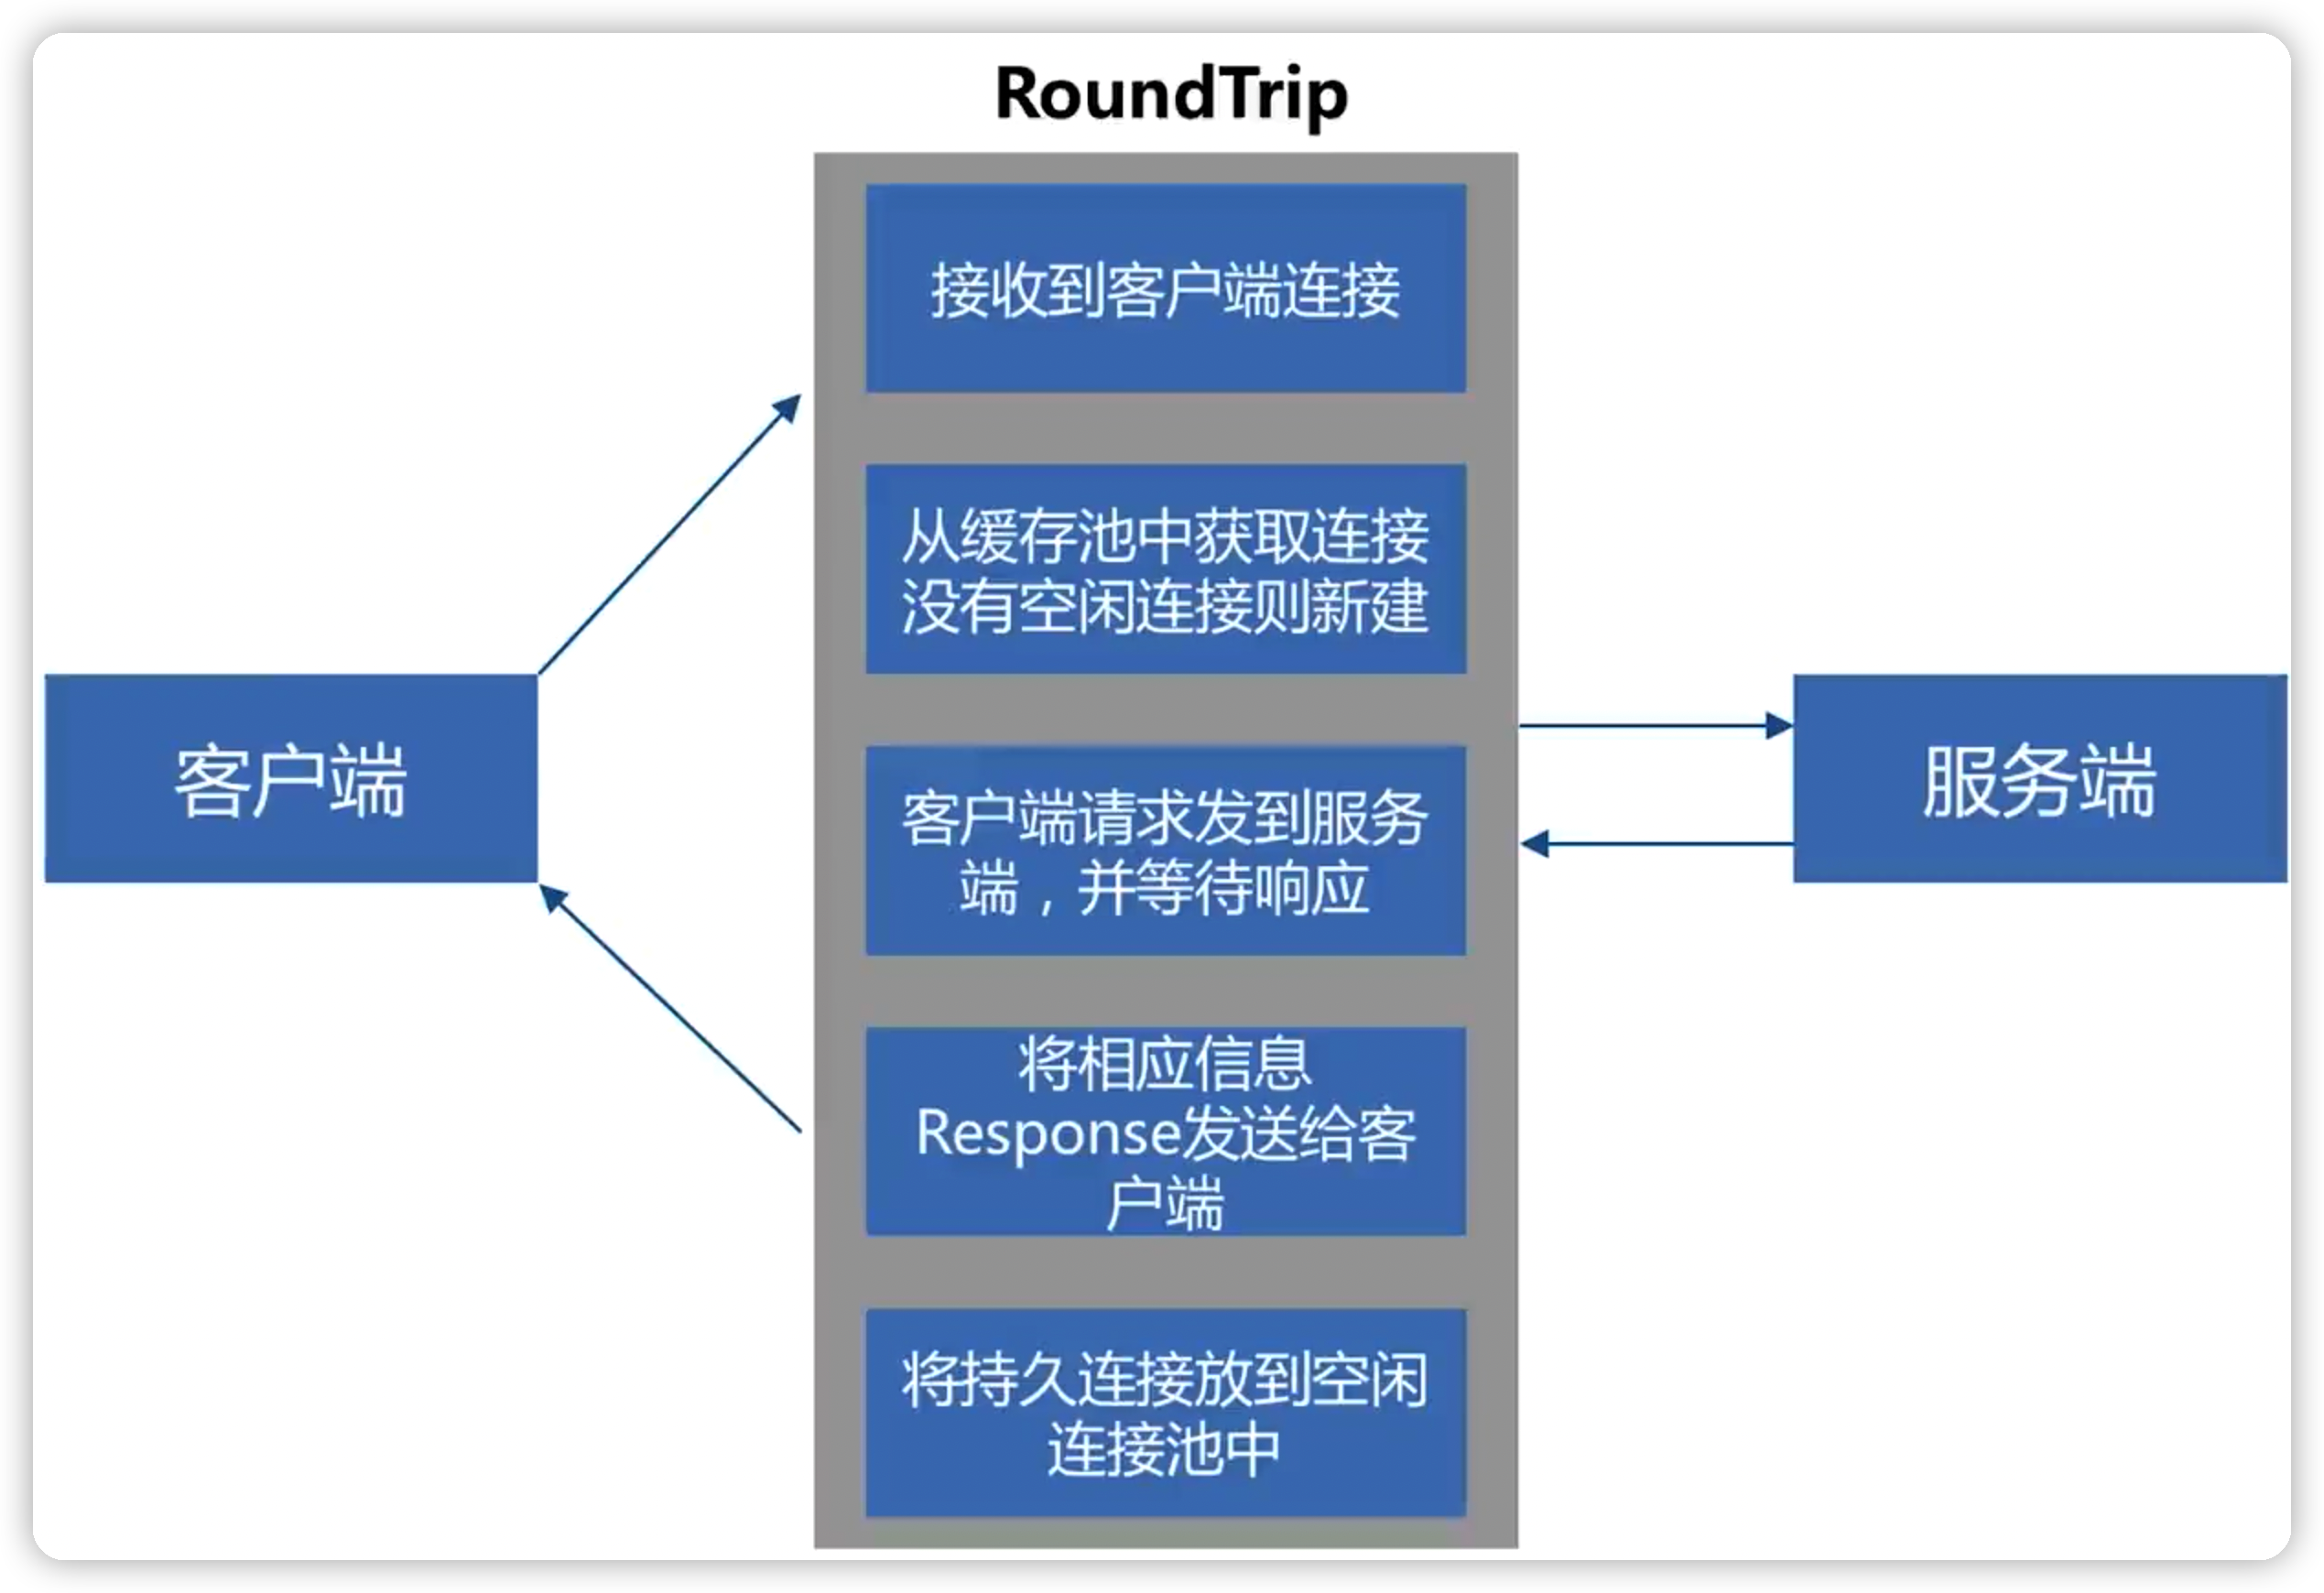 RoundTrip
接收到客户端连接
从缓存池中获取连接
没有空闲连接则新建
客户端
服务端
客户端请求发到服务
端，并等待响应
将相应信息
Response发送给客
户端
将持久连接放到空闲
连接池中